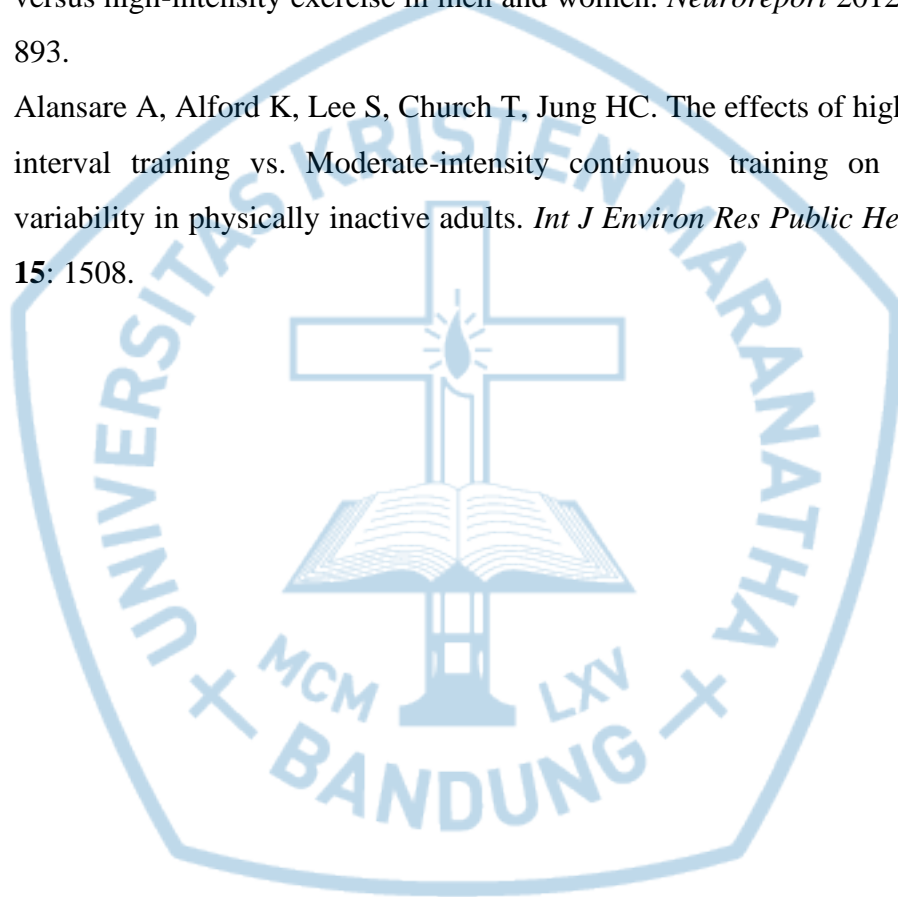 versus high-intensity exercise in men and women. Neuroreport 2012
893.
Alansare A, Alford K, Lee S, Church T, Jung HC. The effects of high
interval training vs. Moderate-intensity continuous training on
variability in physically inactive adults. Int J Environ Res Public He
15: 1508.
UNIVERSITAS KRISTEN MARANATHA
MCM LXV
BANDUNG